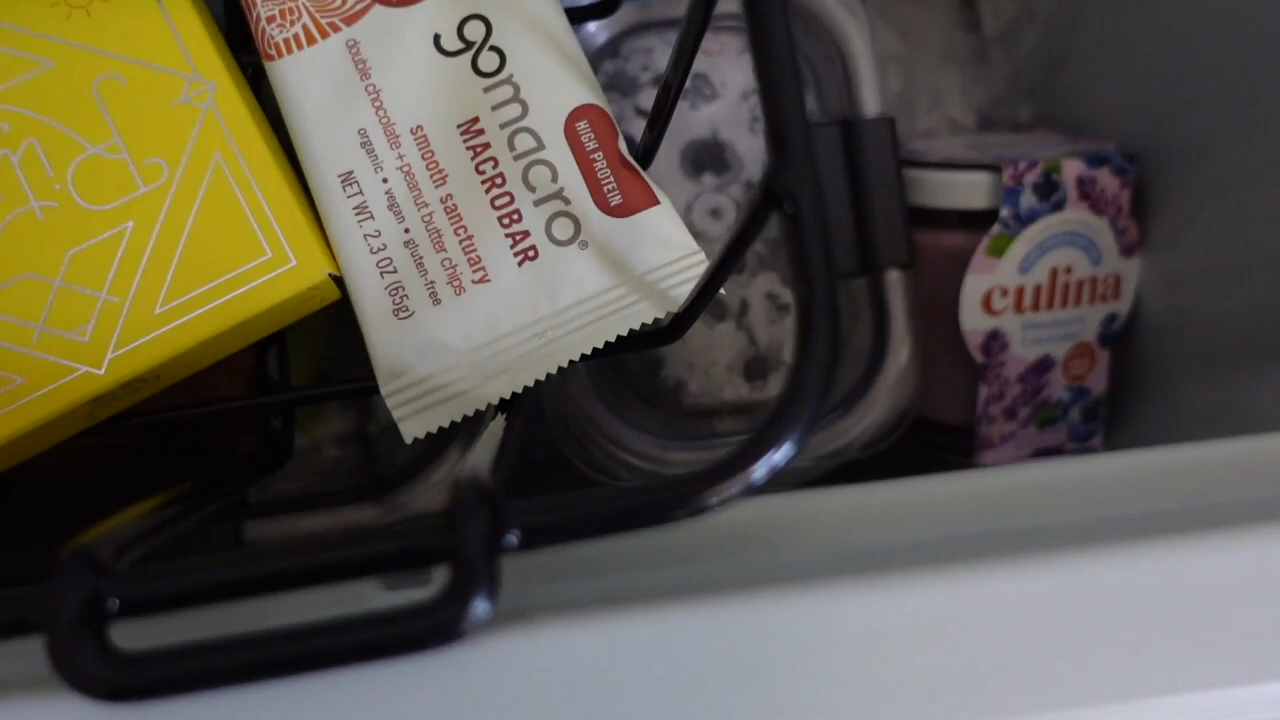 gomacro®
MACROBAR
smooth sanctuary
double chocolate + peanut butter chips
organic • vegan • gluten-free
NET WT. 2.3 OZ (65g)
HIGH PROTEIN
culina